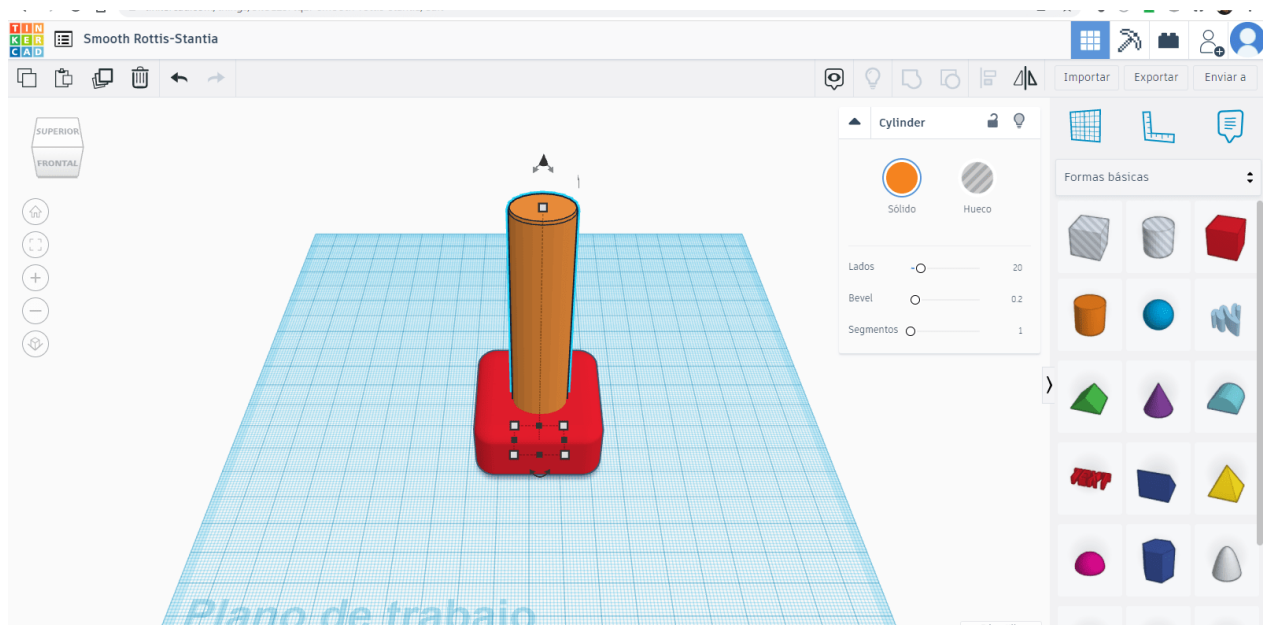 TIN
KER
CAD
Smooth Rottis-Stantia
Importar
Exportar
Enviar a
SUPERIOR
FRONTAL
Cylinder
Sólido
Hueco
Lados
20
Bevel
0.2
Segmentos
1
Formas básicas
TEXT
Plano de trabajo